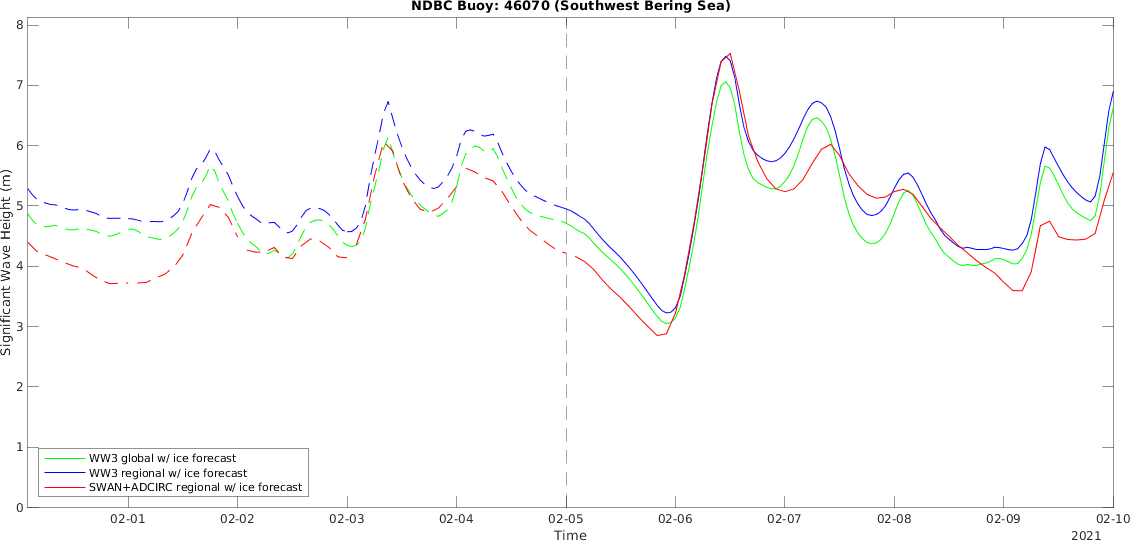 NDBC Buoy: 46070 (Southwest Bering Sea)
8
7
6
5
4
3
2
1
0
Significant Wave Height (m)
WW3 global w/ ice forecast
WW3 regional w/ ice forecast
SWAN+ADCIRC regional w/ ice forecast
02-01 02-02 02-03 02-04 02-05 02-06 02-07 02-08 02-09 02-10
Time
2021